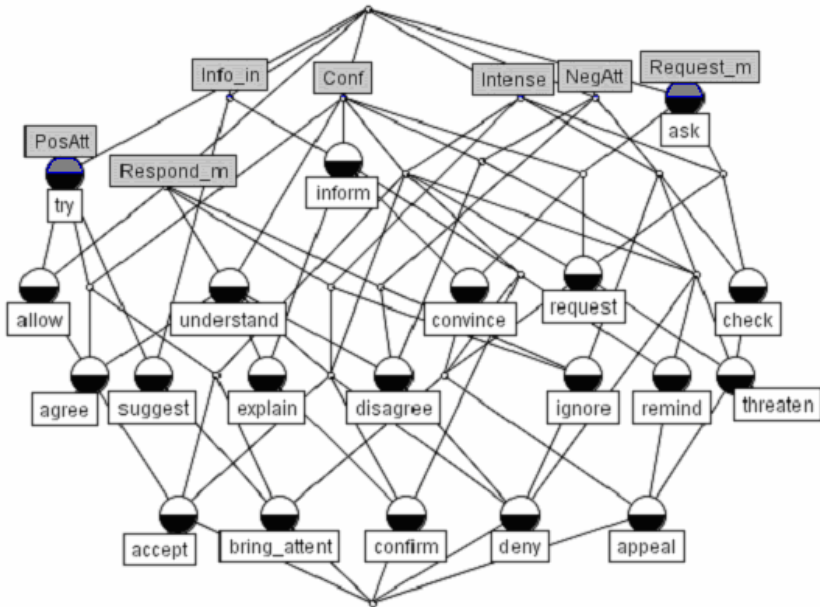 Request_m
Info_in Conf Intense NegAtt
ask
PosAtt
Respond_m
inform
try
allow understand convince request check
agree suggest explain disagree ignore remind threaten
accept bring_attent confirm deny appeal